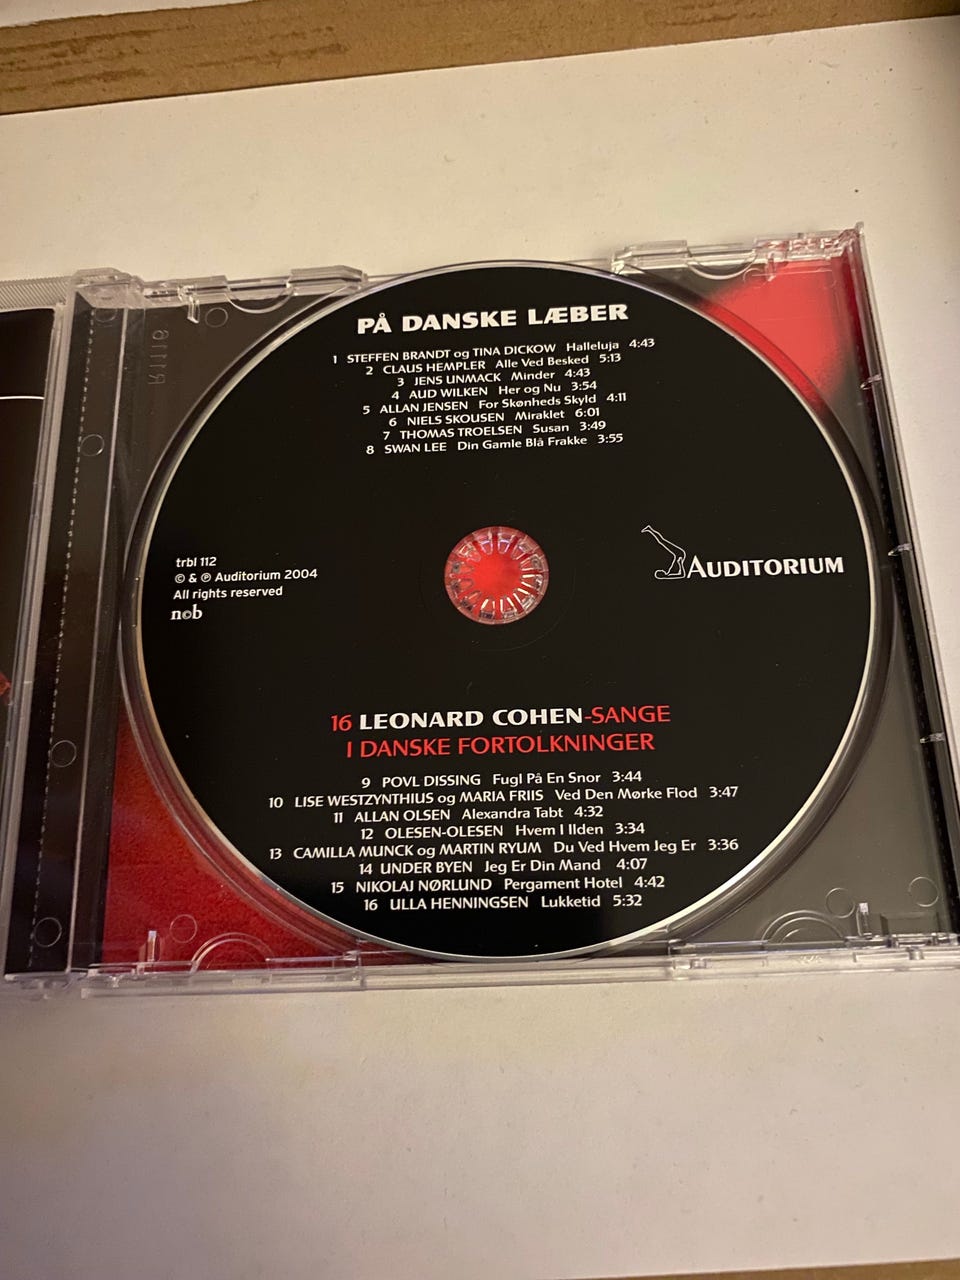 PÅ DANSKE LÆBER
1 STEFFEN BRANDT og TINA DICKOW Halleluja 4:43
2 CLAUS HEMPLER Alle Ved Besked 5:13
3 JENS UNMACK Minder 4:43
4 AUD WILKEN Her og Nu 3:54
5 ALLAN JENSEN For Skønheds Skyld 4:11
6 NIELS SKOUSEN Miraklet 6:01
7 THOMAS TROELSEN Susan 3:49
8 SWAN LEE Din Gamle Blå Frakke 3:55
trbl 112
© & ℗ Auditorium 2004
All rights reserved
n©b
AUDITORIUM
16 LEONARD COHEN-SANGE
I DANSKE FORTOLKNINGER
9 POVL DISSING Fugl På En Snor 3:44
10 LISE WESTZYNTHIUS og MARIA FRIIS Ved Den Mørke Flod 3:47
11 ALLAN OLSEN Alexandra Tabt 4:32
12 OLESEN-OLESEN Hvem I Ilden 3:34
13 CAMILLA MUNCK og MARTIN RYUM Du Ved Hvem Jeg Er 3:36
14 UNDER BYEN Jeg Er Din Mand 4:07
15 NIKOLAJ NØRLUND Pergament Hotel 4:42
16 ULLA HENNINGSEN Lukketid 5:32